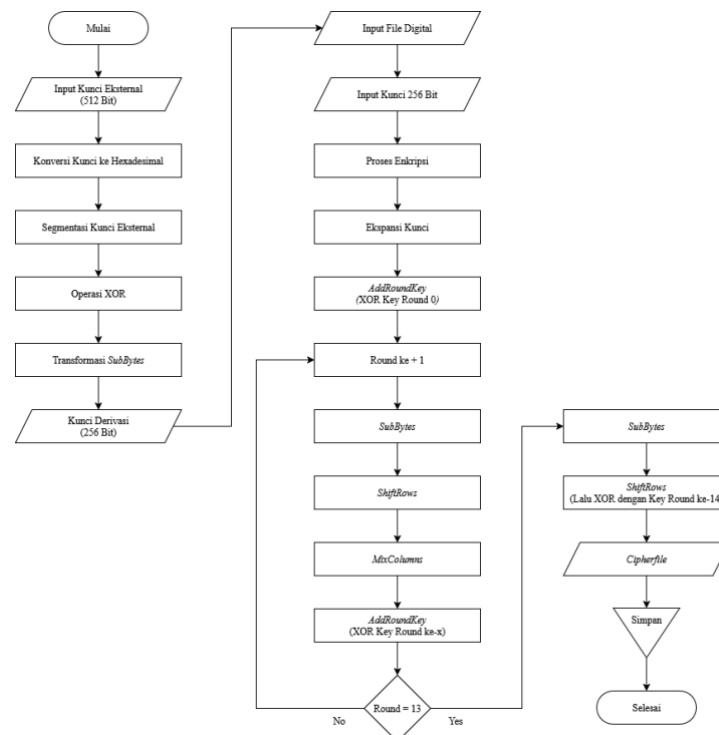 Mulai
Input Kunci Eksternal
(512 Bit)
Konversi Kunci ke Hexadesimal
Segmentasi Kunci Eksternal
Operasi XOR
Transformasi SubBytes
Kunci Derivasi
(256 Bit)
Input File Digital
Input Kunci 256 Bit
Proses Enkripsi
Ekspansi Kunci
AddRoundKey
(XOR Key Round 0)
Round ke + 1
SubBytes
ShiftRows
MixColumns
AddRoundKey
(XOR Key Round ke-x)
Round = 13
No
Yes
SubBytes
ShiftRows
(Lalu XOR dengan Key Round ke-14
Cipherfile
Simpan
Selesai